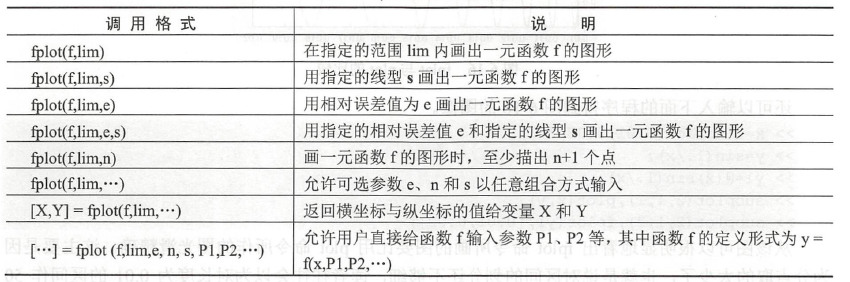 调 用 格 式 说 明
fplot(f,lim) 在指定的范围 lim 内画出一元函数 f 的图形
fplot(f,lim,s) 用指定的线型 s 画出一元函数 f 的图形
fplot(f,lim,e) 用相对误差值为 e 画出一元函数 f 的图形
fplot(f,lim,e,s) 用指定的相对误差值 e 和指定的线型 s 画出一元函数 f 的图形
fplot(f,lim,n) 画一元函数 f 的图形时，至少描出 n+1 个点
fplot(f,lim,…) 允许可选参数 e、n 和 s 以任意组合方式输入
[X,Y] = fplot(f,lim,…) 返回横坐标与纵坐标的值给变量 X 和 Y
[…] = fplot (f,lim,e, n, s, P1,P2,…) 允许用户直接给函数 f 输入参数 P1、P2 等，其中函数 f 的定义形式为 y =
f(x,P1,P2,…)